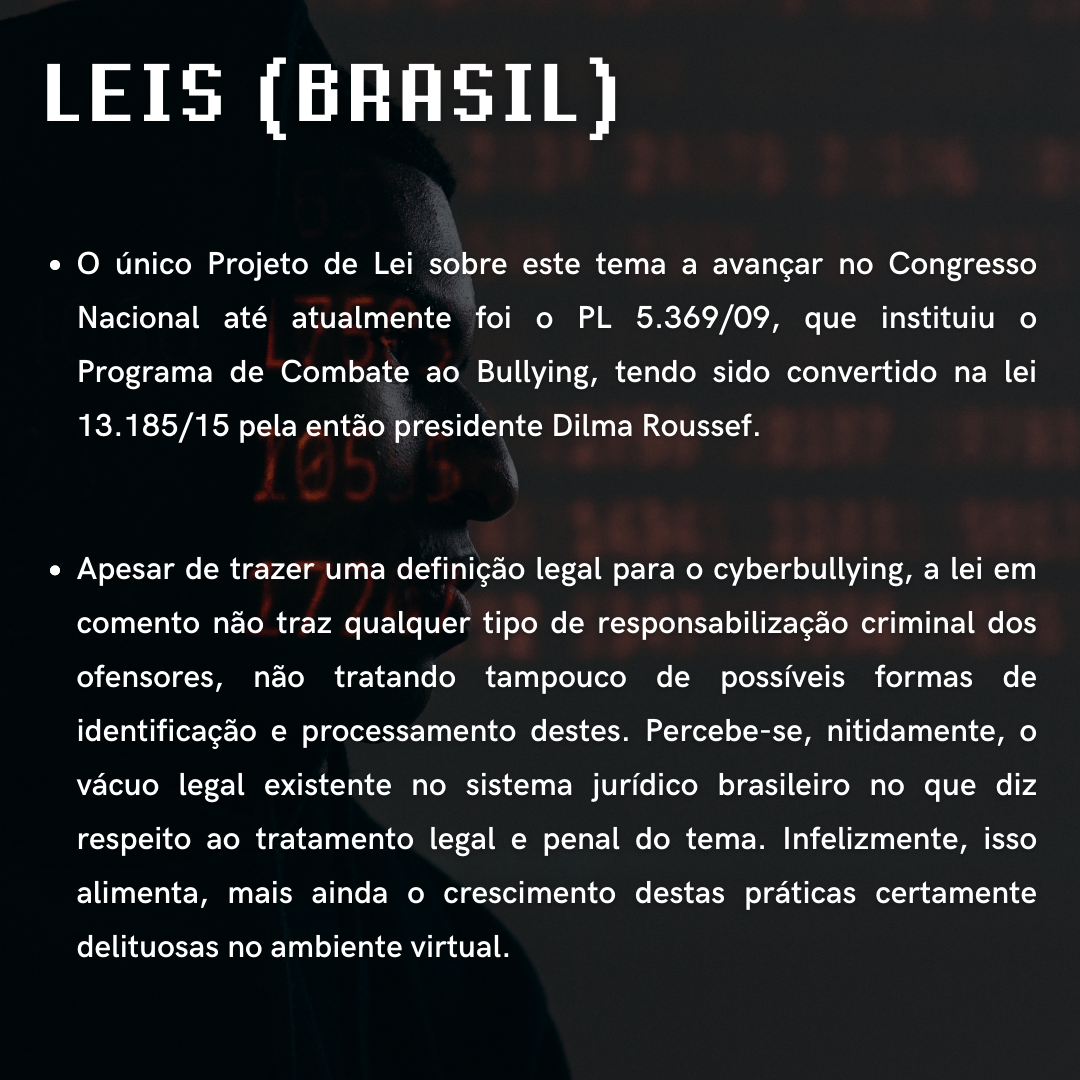 LEIS (BRASIL)
• O único Projeto de Lei sobre este tema a avançar no Congresso
Nacional até atualmente foi o PL 5.369/09, que instituiu o
Programa de Combate ao Bullying, tendo sido convertido na lei
13.185/15 pela então presidente Dilma Roussef.
• Apesar de trazer uma definição legal para o cyberbullying, a lei em
comento não traz qualquer tipo de responsabilização criminal dos
ofensores, não tratando tampouco de possíveis formas de
identificação e processamento destes. Percebe-se, nitidamente, o
vácuo legal existente no sistema jurídico brasileiro no que diz
respeito ao tratamento legal e penal do tema. Infelizmente, isso
alimenta, mais ainda o crescimento destas práticas certamente
delituosas no ambiente virtual.